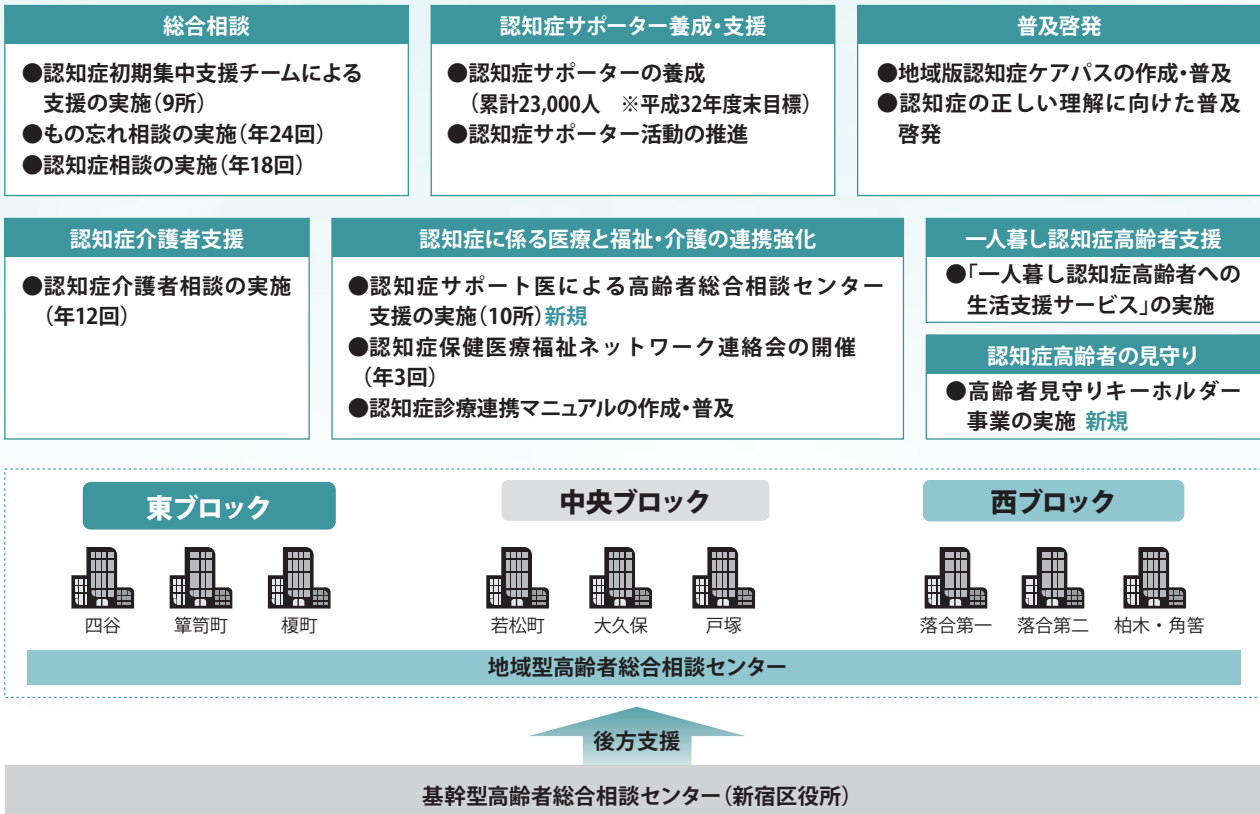 総合相談
●認知症初期集中支援チームによる
支援の実施(9所)
●もの忘れ相談の実施(年24回)
●認知症相談の実施(年18回)
認知症サポーター養成・支援
●認知症サポーターの養成
(累計23,000人 ※平成32年度末目標)
●認知症サポーター活動の推進
普及啓発
●地域版認知症ケアパスの作成・普及
●認知症の正しい理解に向けた普及
啓発
認知症介護者支援
●認知症介護者相談の実施
(年12回)
認知症に係る医療と福祉・介護の連携強化
●認知症サポート医による高齢者総合相談センター
支援の実施(10所)新規
●認知症保健医療福祉ネットワーク連絡会の開催
(年3回)
●認知症診療連携マニュアルの作成・普及
一人暮し認知症高齢者支援
●「一人暮し認知症高齢者への
生活支援サービス」の実施
認知症高齢者の見守り
●高齢者見守りキーホルダー
事業の実施 新規
東ブロック
中央ブロック
西ブロック
四谷 簞笥町 榎町
若松町 大久保 戸塚
落合第一 落合第二 柏木・角筈
地域型高齢者総合相談センター
後方支援
基幹型高齢者総合相談センター(新宿区役所)